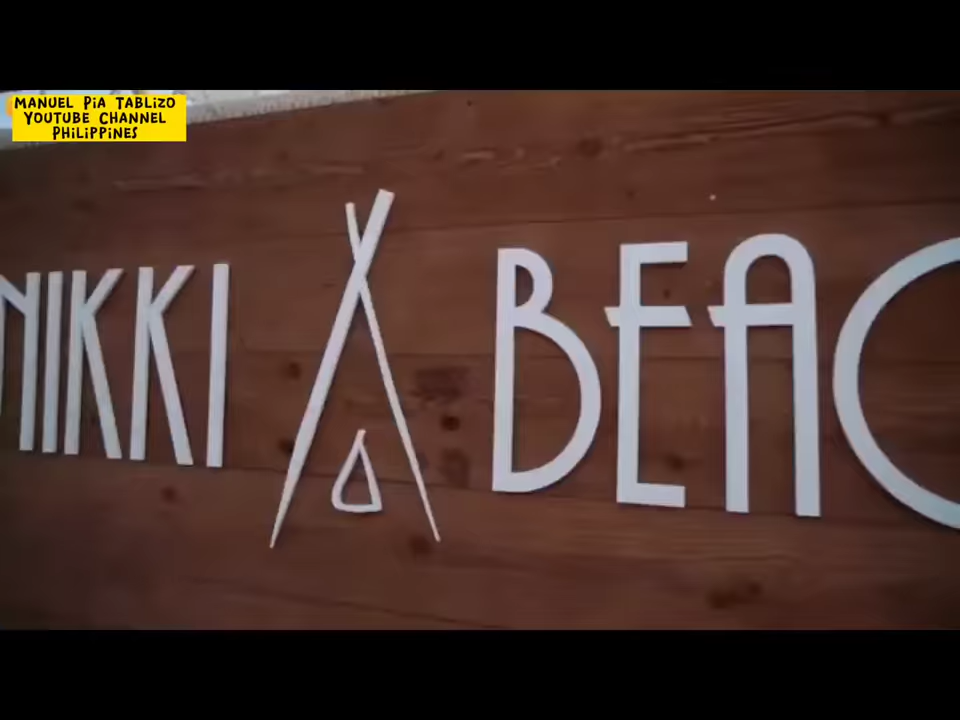 MANUEL PiA TABLiZO
YOUTUBE CHANNEL
PHiLiPPiNES
NIKKI BEAC